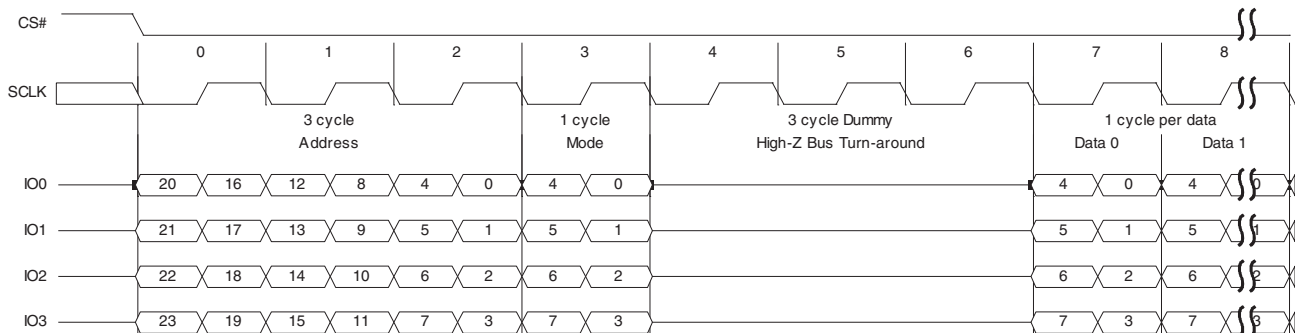 CS#
0 1 2 3 4 5 6 7 8
SCLK
3 cycle 1 cycle 3 cycle Dummy 1 cycle per data
Address Mode High-Z Bus Turn-around Data 0 Data 1
IO0 20 16 12 8 4 0 4 0 4 0 4 0
IO1 21 17 13 9 5 1 5 1 5 1 5 1
IO2 22 18 14 10 6 2 6 2 6 2 6 2
IO3 23 19 15 11 7 3 7 3 7 3 7 3